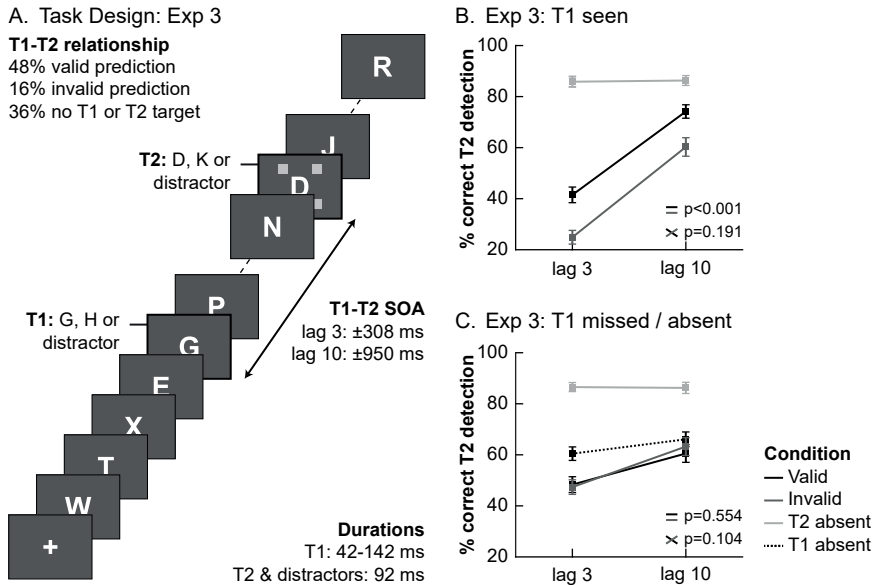 A. Task Design: Exp 3
T1-T2 relationship
48% valid prediction
16% invalid prediction
36% no T1 or T2 target
R
J
T2: D, K or
distractor
D
N
P
T1: G, H or
distractor
G
E
X
T
W
+
T1-T2 SOA
lag 3: ±308 ms
lag 10: ±950 ms
Durations
T1: 42-142 ms
T2 & distractors: 92 ms
B. Exp 3: T1 seen
% correct T2 detection
100
80
60
40
20
lag 3
lag 10
p<0.001
p=0.191
C. Exp 3: T1 missed / absent
% correct T2 detection
100
80
60
40
20
lag 3
lag 10
p=0.554
p=0.104
Condition
Valid
Invalid
T2 absent
T1 absent